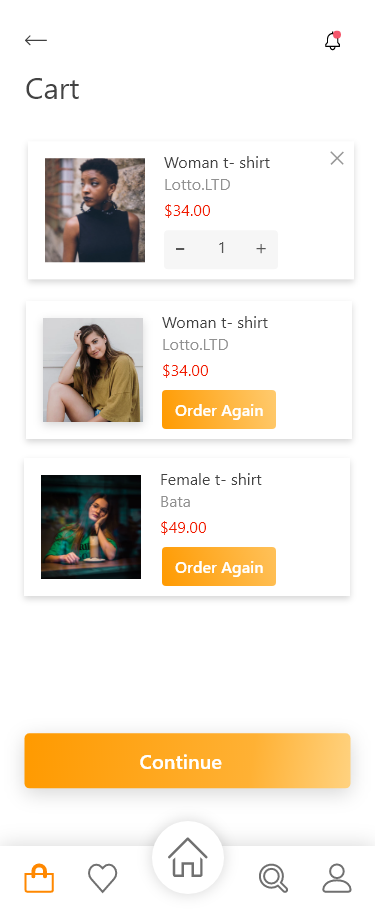 Cart
Woman t- shirt
Lotto.LTD
$34.00
- 1 +
Woman t- shirt
Lotto.LTD
$34.00
Order Again
Female t- shirt
Bata
$49.00
Order Again
Continue